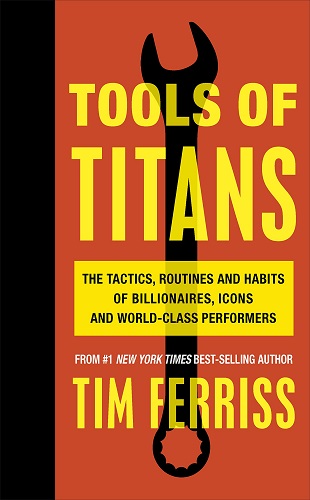 TOOLS OF
TITANS
THE TACTICS, ROUTINES AND HABITS
OF BILLIONAIRES, ICONS
AND WORLD-CLASS PERFORMERS
FROM #1 NEW YORK TIMES BEST-SELLING AUTHOR
TIM FERRISS